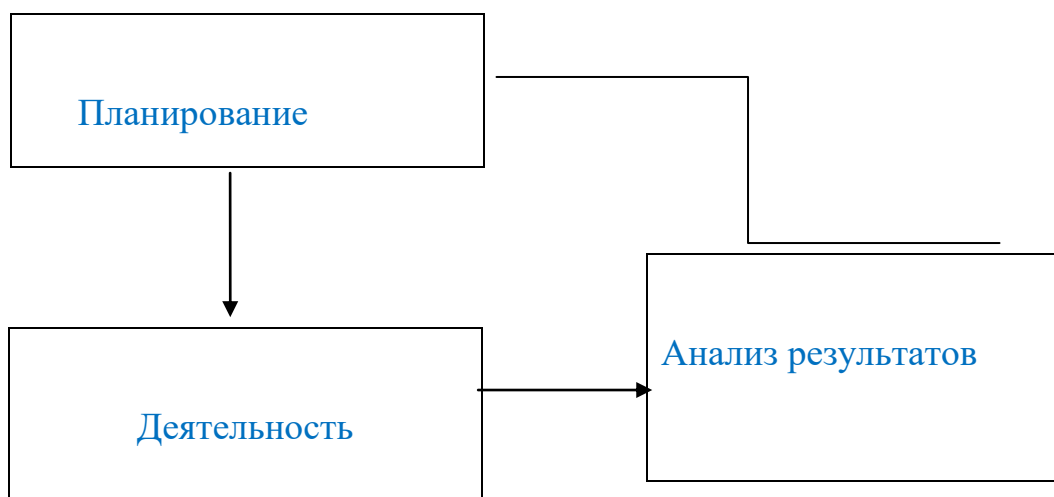 Планирование
Анализ результатов
Деятельность